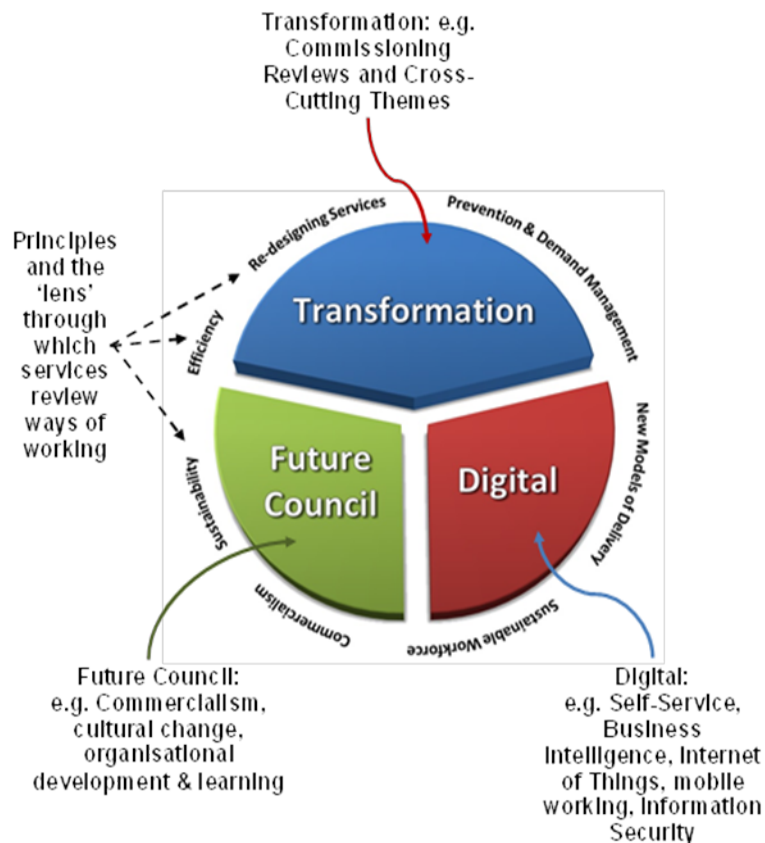 Transformation: e.g.
Commissioning
Reviews and Cross-
Cutting Themes
Principles
and the
‘lens’
through
which
services
review
ways of
working
Re-designing Services
Prevention & Demand Management
Efficiency
Transformation
New Models of Delivery
Future
Council
Digital
Sustainability
Commercialism
Sustainable Workforce
Future Council:
e.g. Commercialism,
cultural change,
organisational
development & learning
Digital:
e.g. Self-Service,
Business
Intelligence, Internet
of Things, mobile
working, Information
Security